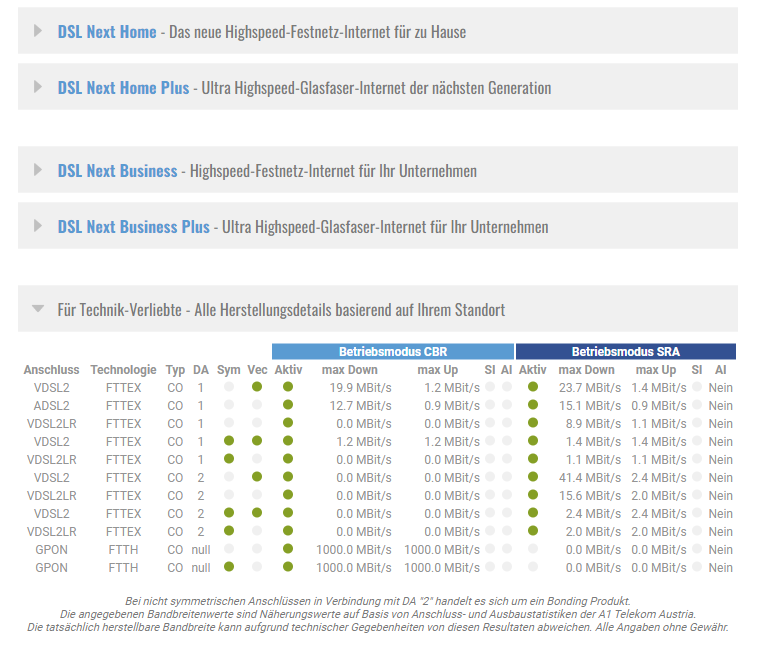 DSL Next Home - Das neue Highspeed-Festnetz-Internet für zu Hause
DSL Next Home Plus - Ultra Highspeed-Glasfaser-Internet der nächsten Generation
DSL Next Business - Highspeed-Festnetz-Internet für Ihr Unternehmen
DSL Next Business Plus - Ultra Highspeed-Glasfaser-Internet für Ihr Unternehmen
Für Technik-Verliebte - Alle Herstellungsdetails basierend auf Ihrem Standort
Betriebsmodus CBR Betriebsmodus SRA
Anschluss Technologie Typ DA Sym Vec Aktiv max Down max Up SI AI Aktiv max Down max Up SI AI
VDSL2 FTTEX CO 1 19.9 MBit/s 1.2 MBit/s 23.7 MBit/s 1.4 MBit/s Nein
ADSL2 FTTEX CO 1 12.7 MBit/s 0.9 MBit/s 15.1 MBit/s 0.9 MBit/s Nein
VDSL2LR FTTEX CO 1 0.0 MBit/s 0.0 MBit/s 8.9 MBit/s 1.1 MBit/s Nein
VDSL2 FTTEX CO 1 1.2 MBit/s 1.2 MBit/s 1.4 MBit/s 1.4 MBit/s Nein
VDSL2LR FTTEX CO 1 0.0 MBit/s 0.0 MBit/s 1.1 MBit/s 1.1 MBit/s Nein
VDSL2 FTTEX CO 2 0.0 MBit/s 0.0 MBit/s 41.4 MBit/s 2.4 MBit/s Nein
VDSL2LR FTTEX CO 2 0.0 MBit/s 0.0 MBit/s 15.6 MBit/s 2.0 MBit/s Nein
VDSL2 FTTEX CO 2 0.0 MBit/s 0.0 MBit/s 2.4 MBit/s 2.4 MBit/s Nein
VDSL2LR FTTEX CO 2 0.0 MBit/s 0.0 MBit/s 2.0 MBit/s 2.0 MBit/s Nein
GPON FTTH CO null 1000.0 MBit/s 1000.0 MBit/s 0.0 MBit/s 0.0 MBit/s Nein
GPON FTTH CO null 1000.0 MBit/s 1000.0 MBit/s 0.0 MBit/s 0.0 MBit/s Nein
Bei nicht symmetrischen Anschlüssen in Verbindung mit DA "2" handelt es sich um ein Bonding Produkt.
Die angegebenen Bandbreitenwerte sind Näherungswerte auf Basis von Anschluss- und Ausbaustatistiken der A1 Telekom Austria.
Die tatsächlich herstellbare Bandbreite kann aufgrund technischer Gegebenheiten von diesen Resultaten abweichen. Alle Angaben ohne Gewähr.